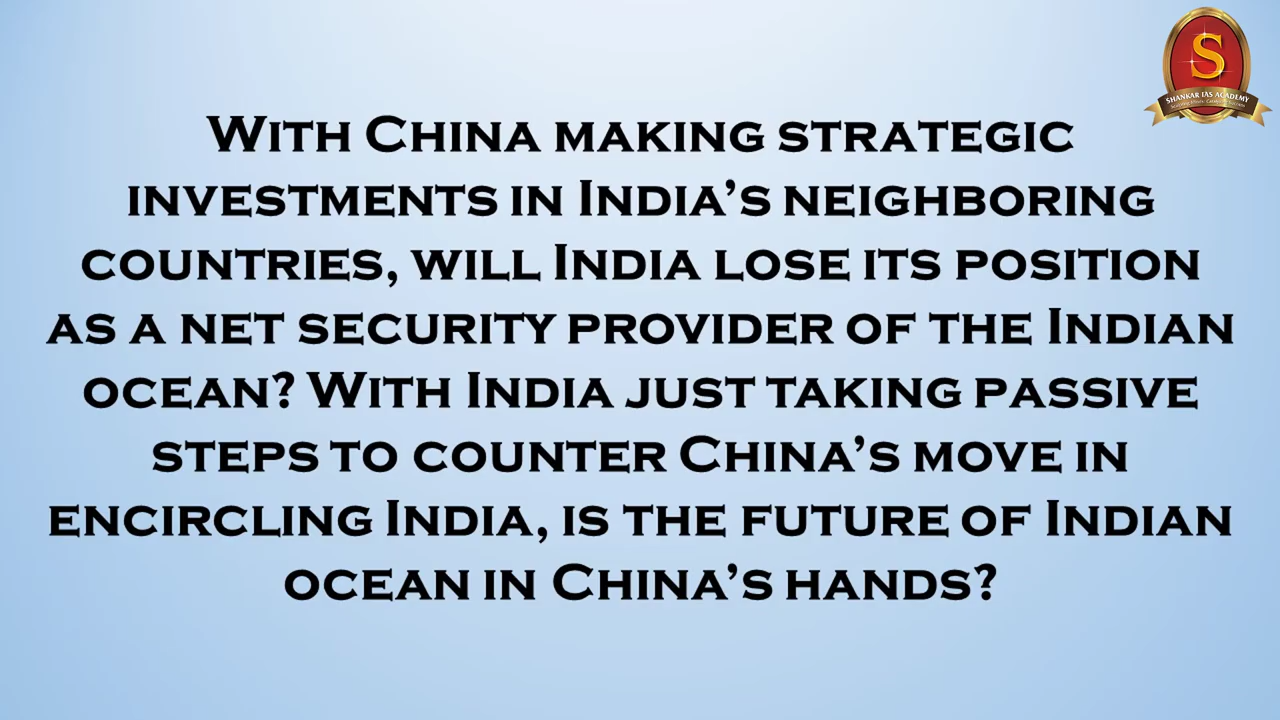 With China making strategic
investments in India's neighboring
countries, will India lose its position
as a net security provider of the Indian
ocean? With India just taking passive
steps to counter China's move in
encircling India, is the future of Indian
ocean in China's hands?
S
SHANKAR IAS ACADEMY